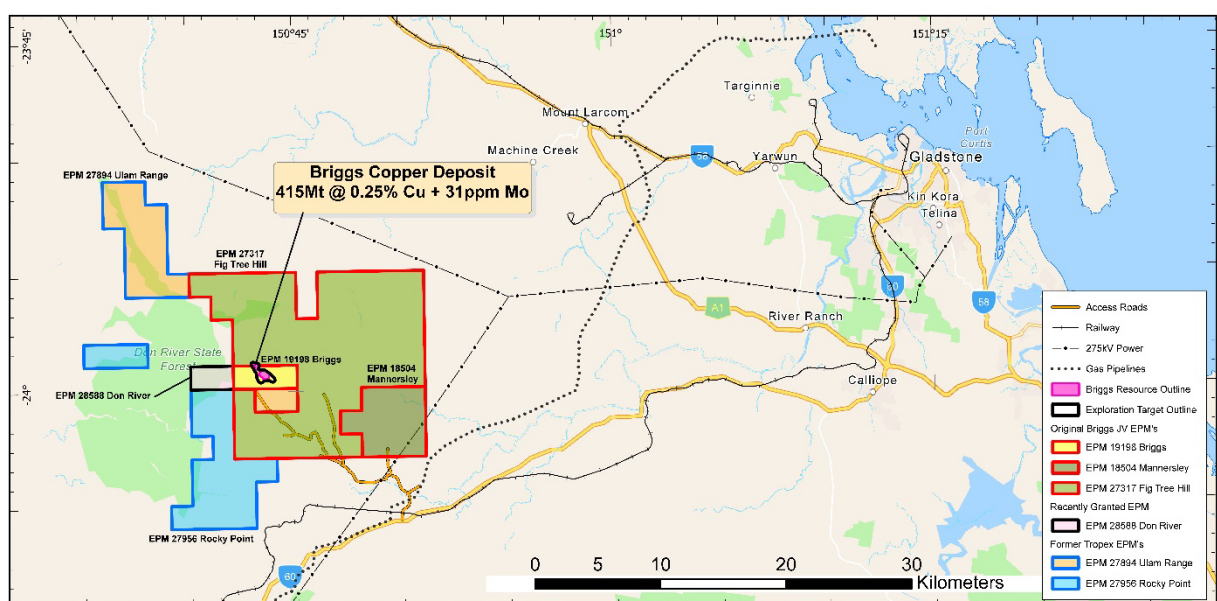 150°45'
151°
151°15'
-23°45'
Targinnie
Mount Larcom
Port
Curtis
Machine Creek
58
Yarwun
Gladstone
Briggs Copper Deposit
415Mt @ 0.25% Cu + 31ppm Mo
EPM 27894 Ulam Range
Kin Kora
Telina
EPM 27317
Fig Tree Hill
60
58
A1
River Ranch
Don River State
Forest
EPM 19198 Briggs
EPM 18504
Mannersley
EPM 28588 Don River
-24°
Calliope
EPM 27956 Rocky Point
60
0 10 20 30
Kilometers
Access Roads
Railway
275kV Power
Gas Pipelines
Briggs Resource Outline
Exploration Target Outline
Original Briggs JV EPM's
EPM 19198 Briggs
EPM 18504 Mannersley
EPM 27317 Fig Tree Hill
Recently Granted EPM
EPM 28588 Don River
Former Tropex EPM's
EPM 27894 Ulam Range
EPM 27956 Rocky Point